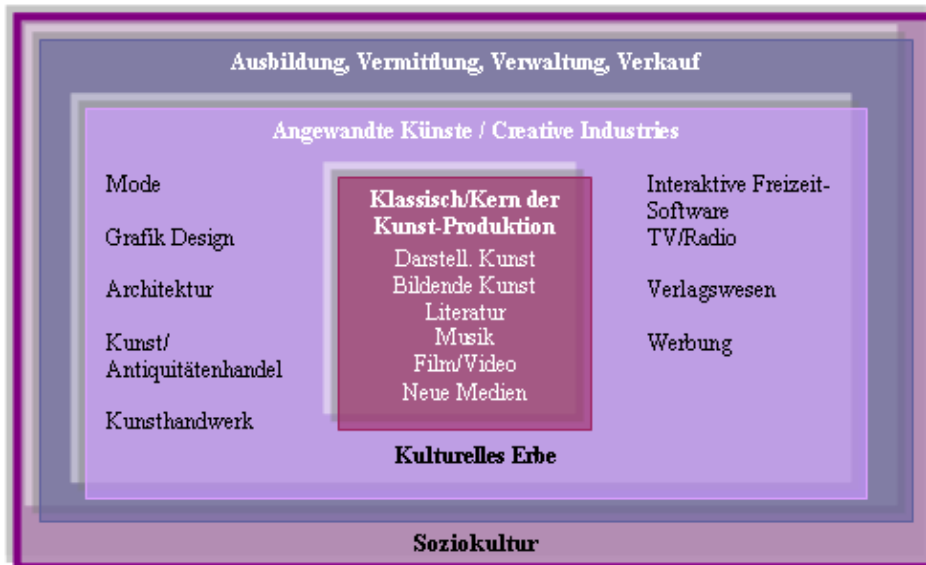 Ausbildung, Vermittlung, Verwaltung, Verkauf
Angewandte Künste / Creative Industries
Mode
Grafik Design
Architektur
Kunst/
Antiquitätenhandel
Kunsthandwerk
Klassisch/Kern der
Kunst-Produktion
Darstell. Kunst
Bildende Kunst
Literatur
Musik
Film/Video
Neue Medien
Interaktive Freizeit-
Software
TV/Radio
Verlagswesen
Werbung
Kulturelles Erbe
Soziokultur